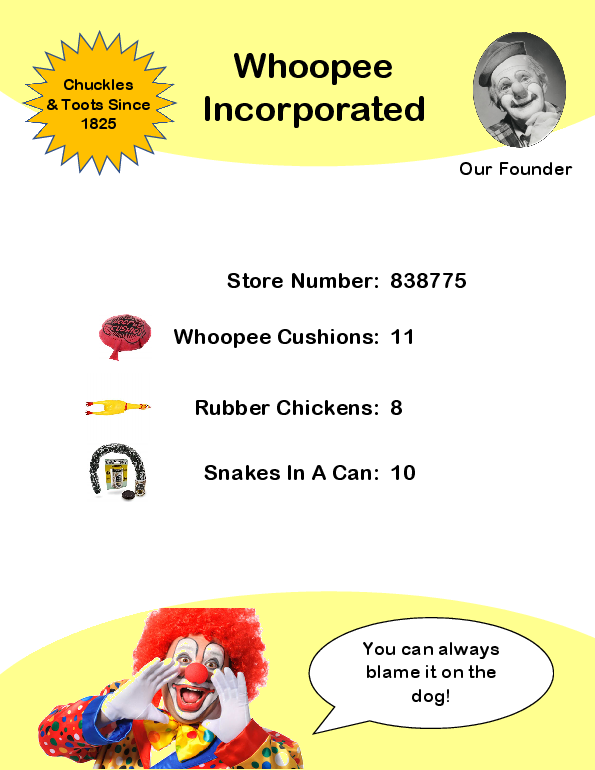 Chuckles
& Toots Since
1825
Whoopee
Incorporated
Our Founder
Store Number: 838775
Whoopee Cushions: 11
Rubber Chickens: 8
Snakes In A Can: 10
You can always
blame it on the
dog!